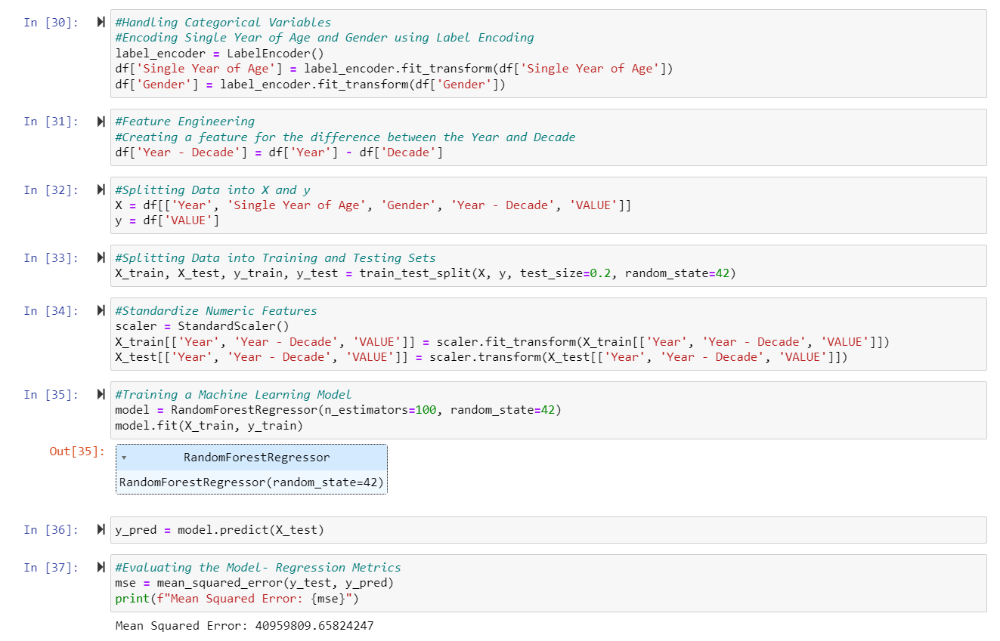 In [30]:
#Handling Categorical Variables
#Encoding Single Year of Age and Gender using Label Encoding
label_encoder = LabelEncoder()
df['Single Year of Age'] = label_encoder.fit_transform(df['Single Year of Age'])
df['Gender'] = label_encoder.fit_transform(df['Gender'])
In [31]:
#Feature Engineering
#Creating a feature for the difference between the Year and Decade
df['Year - Decade'] = df['Year'] - df['Decade']
In [32]:
#Splitting Data into X and y
X = df[['Year', 'Single Year of Age', 'Gender', 'Year - Decade', 'VALUE']]
y = df['VALUE']
In [33]:
#Splitting Data into Training and Testing Sets
X_train, X_test, y_train, y_test = train_test_split(X, y, test_size=0.2, random_state=42)
In [34]:
#Standardize Numeric Features
scaler = StandardScaler()
X_train[['Year', 'Year - Decade', 'VALUE']] = scaler.fit_transform(X_train[['Year', 'Year - Decade', 'VALUE']])
X_test[['Year', 'Year - Decade', 'VALUE']] = scaler.transform(X_test[['Year', 'Year - Decade', 'VALUE']])
In [35]:
#Training a Machine Learning Model
model = RandomForestRegressor(n_estimators=100, random_state=42)
model.fit(X_train, y_train)
Out[35]:
RandomForestRegressor
RandomForestRegressor(random_state=42)
In [36]:
y_pred = model.predict(X_test)
In [37]:
#Evaluating the Model- Regression Metrics
mse = mean_squared_error(y_test, y_pred)
print(f"Mean Squared Error: {mse}")
Mean Squared Error: 40959809.65824247